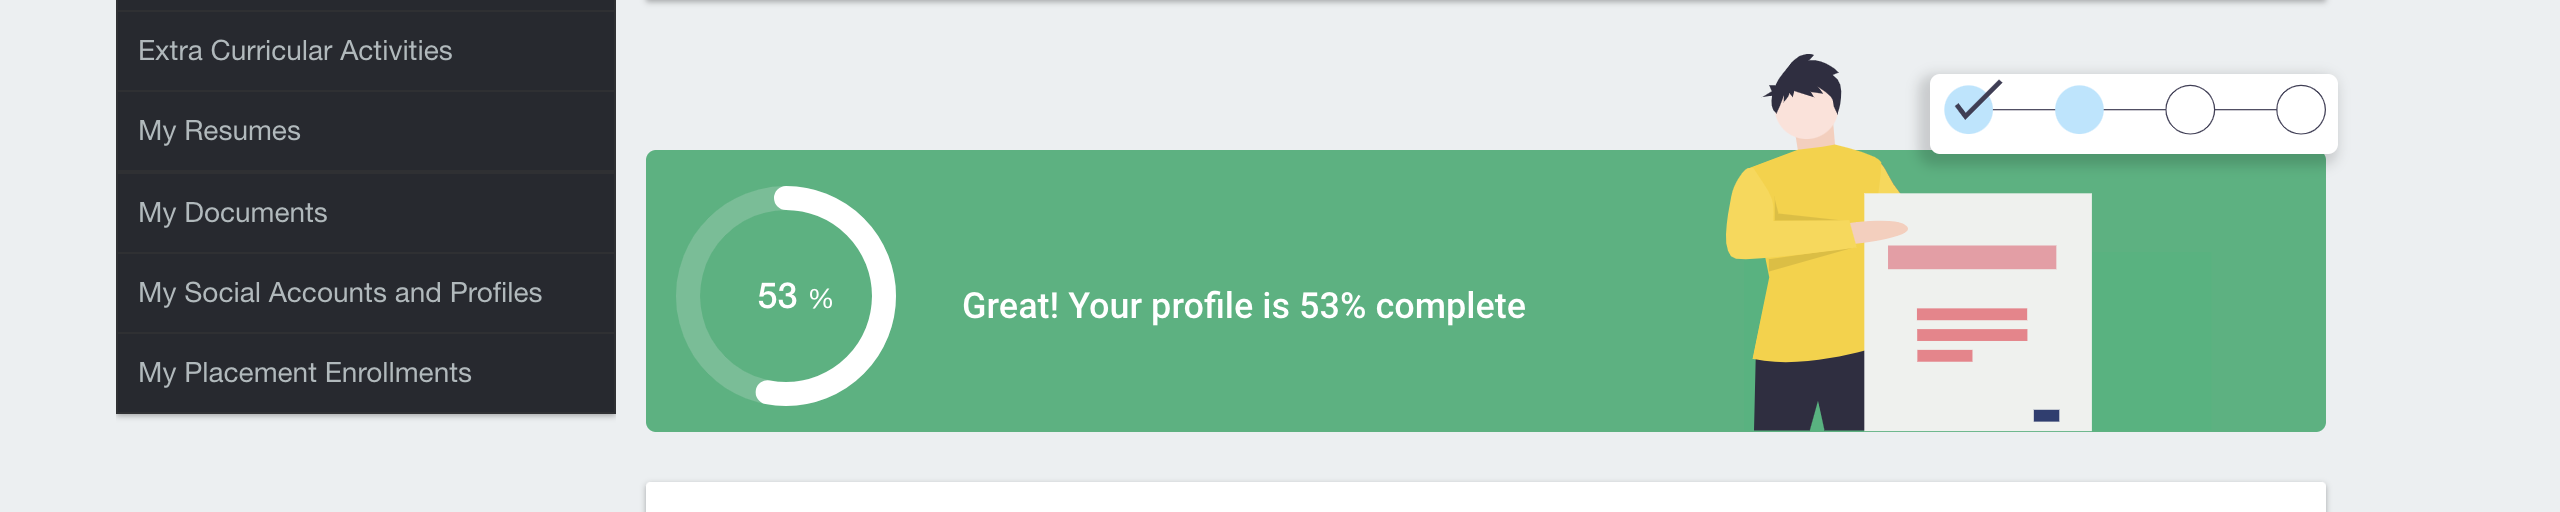 Extra Curricular Activities
My Resumes
My Documents
My Social Accounts and Profiles
My Placement Enrollments
53 %
Great! Your profile is 53% complete